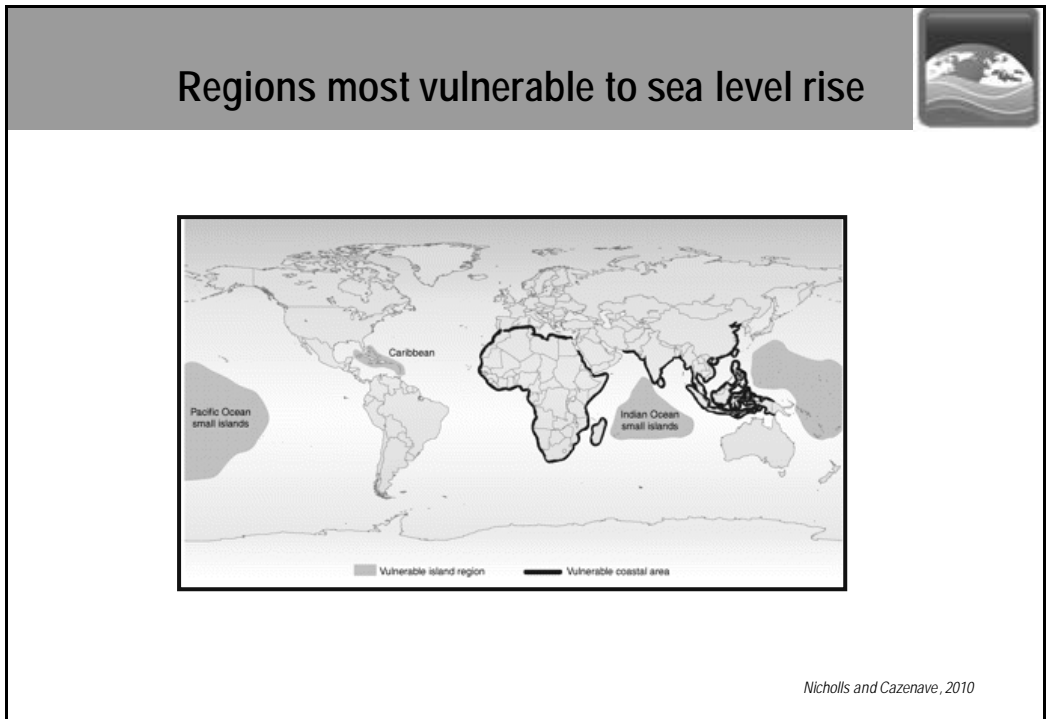 Regions most vulnerable to sea level rise
Caribbean
Pacific Ocean
small islands
Indian Ocean
small islands
Vulnerable island region
Vulnerable coastal area
Nicholls and Cazenave, 2010